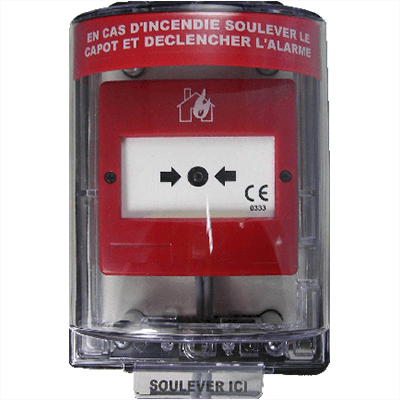 EN CAS D'INCENDIE SOULEVER LE
CAPOT ET DECLENCHER L'ALARME
CE
0333
SOULEVER ICI